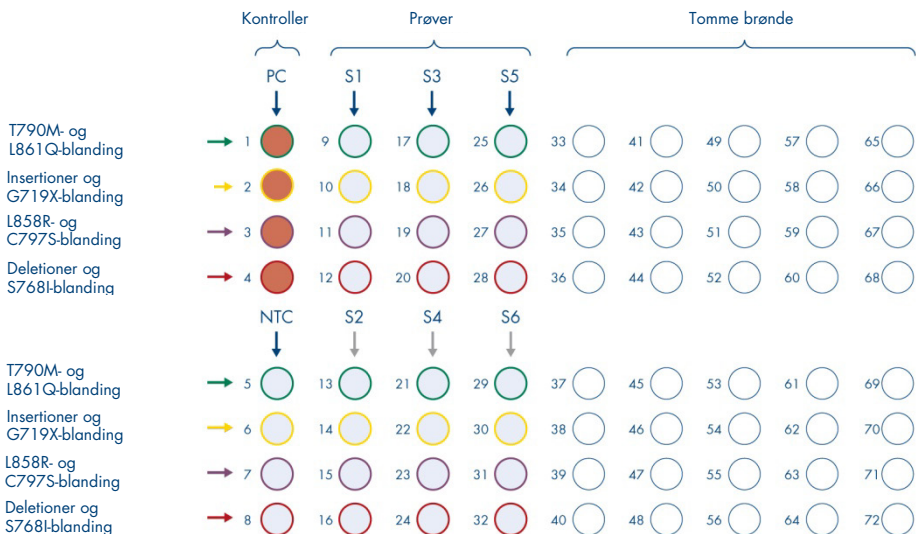 Kontroller Prøver Tomme brønde
PC S1 S3 S5
T790M- og
L861Q-blanding
1 9 17 25 33 41 49 57 65
Insertioner og
G719X-blanding
2 10 18 26 34 42 50 58 66
L858R- og
C797S-blanding
3 11 19 27 35 43 51 59 67
Deletioner og
S768I-blanding
4 12 20 28 36 44 52 60 68
NTC S2 S4 S6
T790M- og
L861Q-blanding
5 13 21 29 37 45 53 61 69
Insertioner og
G719X-blanding
6 14 22 30 38 46 54 62 70
L858R- og
C797S-blanding
7 15 23 31 39 47 55 63 71
Deletioner og
S768I-blanding
8 16 24 32 40 48 56 64 72